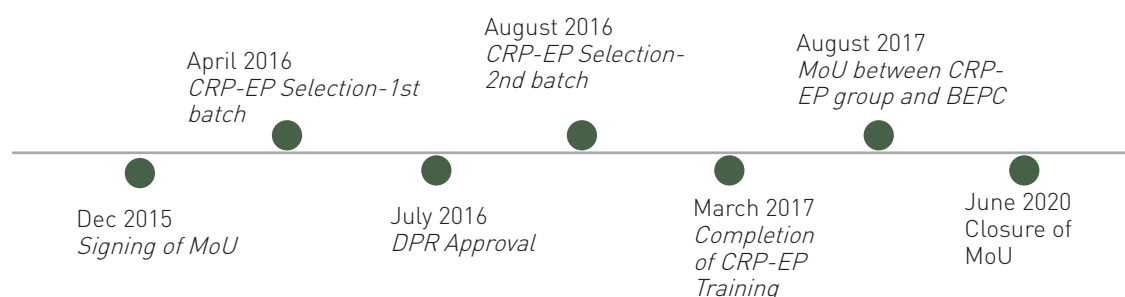 April 2016
CRP-EP Selection-1st
batch
August 2016
CRP-EP Selection-
2nd batch
August 2017
MoU between CRP-
EP group and BEPC
Dec 2015
Signing of MoU
July 2016
DPR Approval
March 2017
Completion
of CRP-EP
Training
June 2020
Closure of
MoU